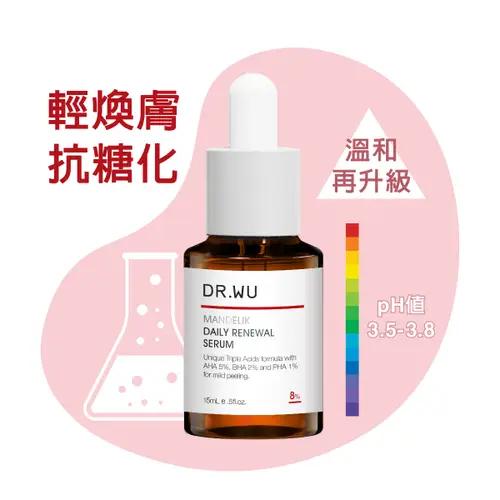 輕煥膚
抗糖化
溫和
再升級
pH值
3.5-3.8
DR.WU
MANDELIK
DAILY RENEWAL
SERUM
Unique Triple Acids formula with
AHA 5%, BHA 2% and PHA 1%
for mild peeling.
15mL e .5fl.oz.
8%